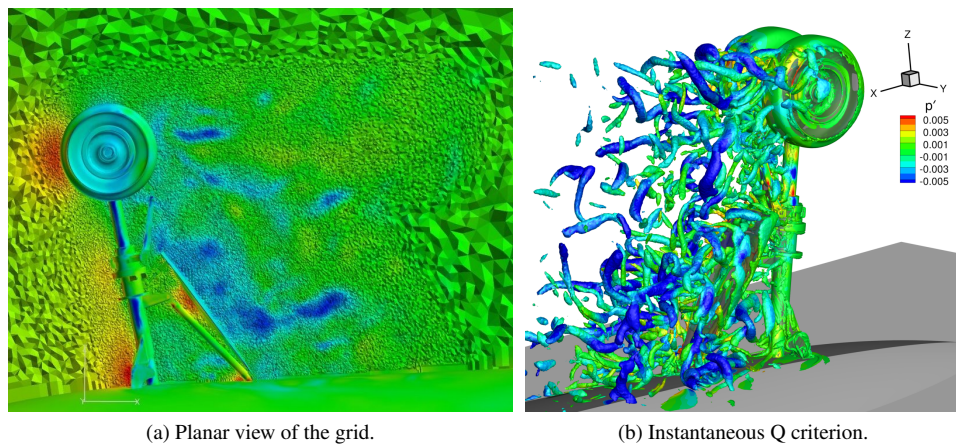 Z
X
Y
p'
0.005
0.003
0.001
-0.001
-0.003
-0.005
Y
X
(a) Planar view of the grid.
(b) Instantaneous Q criterion.